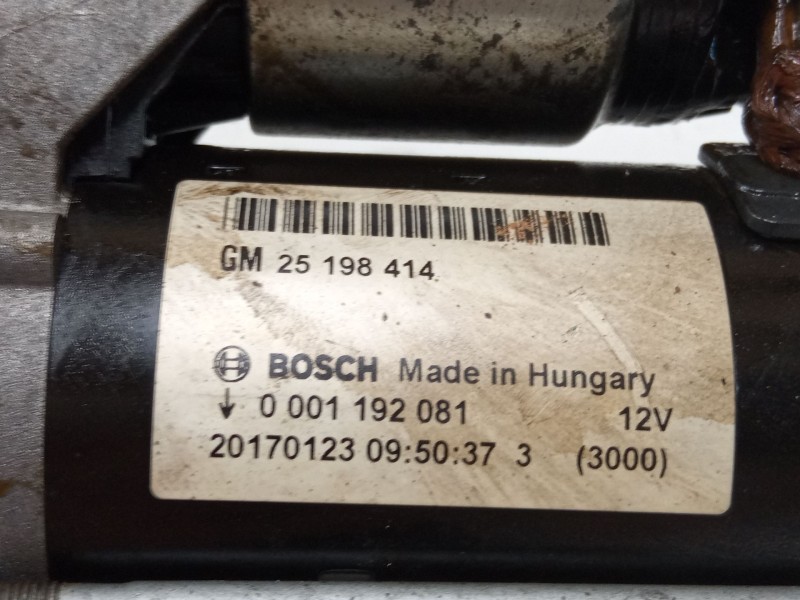 GM 25 198 414
BOSCH Made in Hungary
↓ 0 001 192 081 12V
20170123 09:50:37 3 (3000)